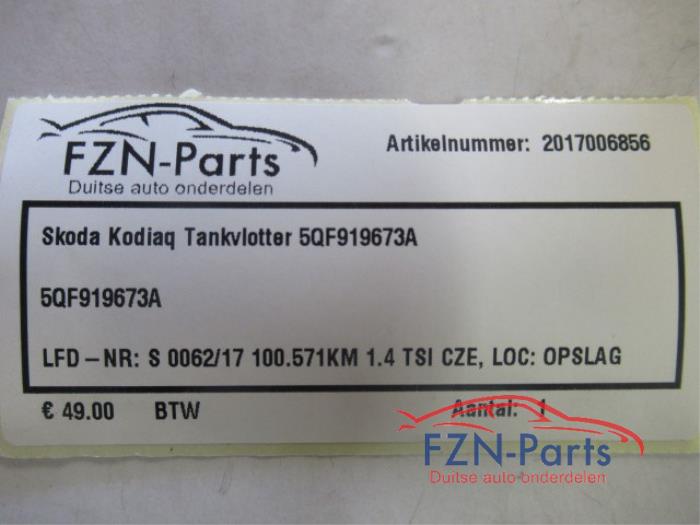 FZN-Parts
Duitse auto onderdelen
Artikelnummer: 2017006856
Skoda Kodiaq Tankvlotter 5QF919673A
5QF919673A
LFD-NR: S 0062/17 100.571KM 1.4 TSI CZE, LOC: OPSLAG
€ 49.00 BTW Aantal: 1
FZN-Parts
Duitse auto onderdelen